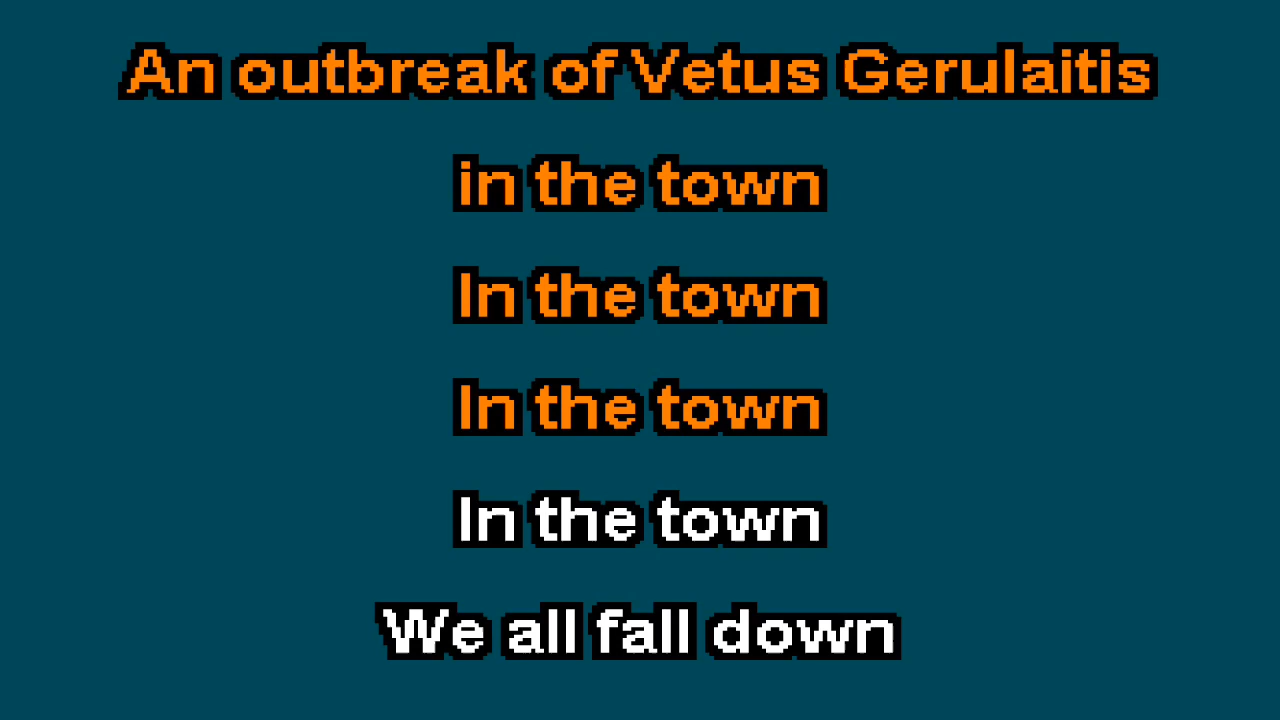 An outbreak of Vetus Gerulaitis
in the town
In the town
In the town
In the town
We all fall down